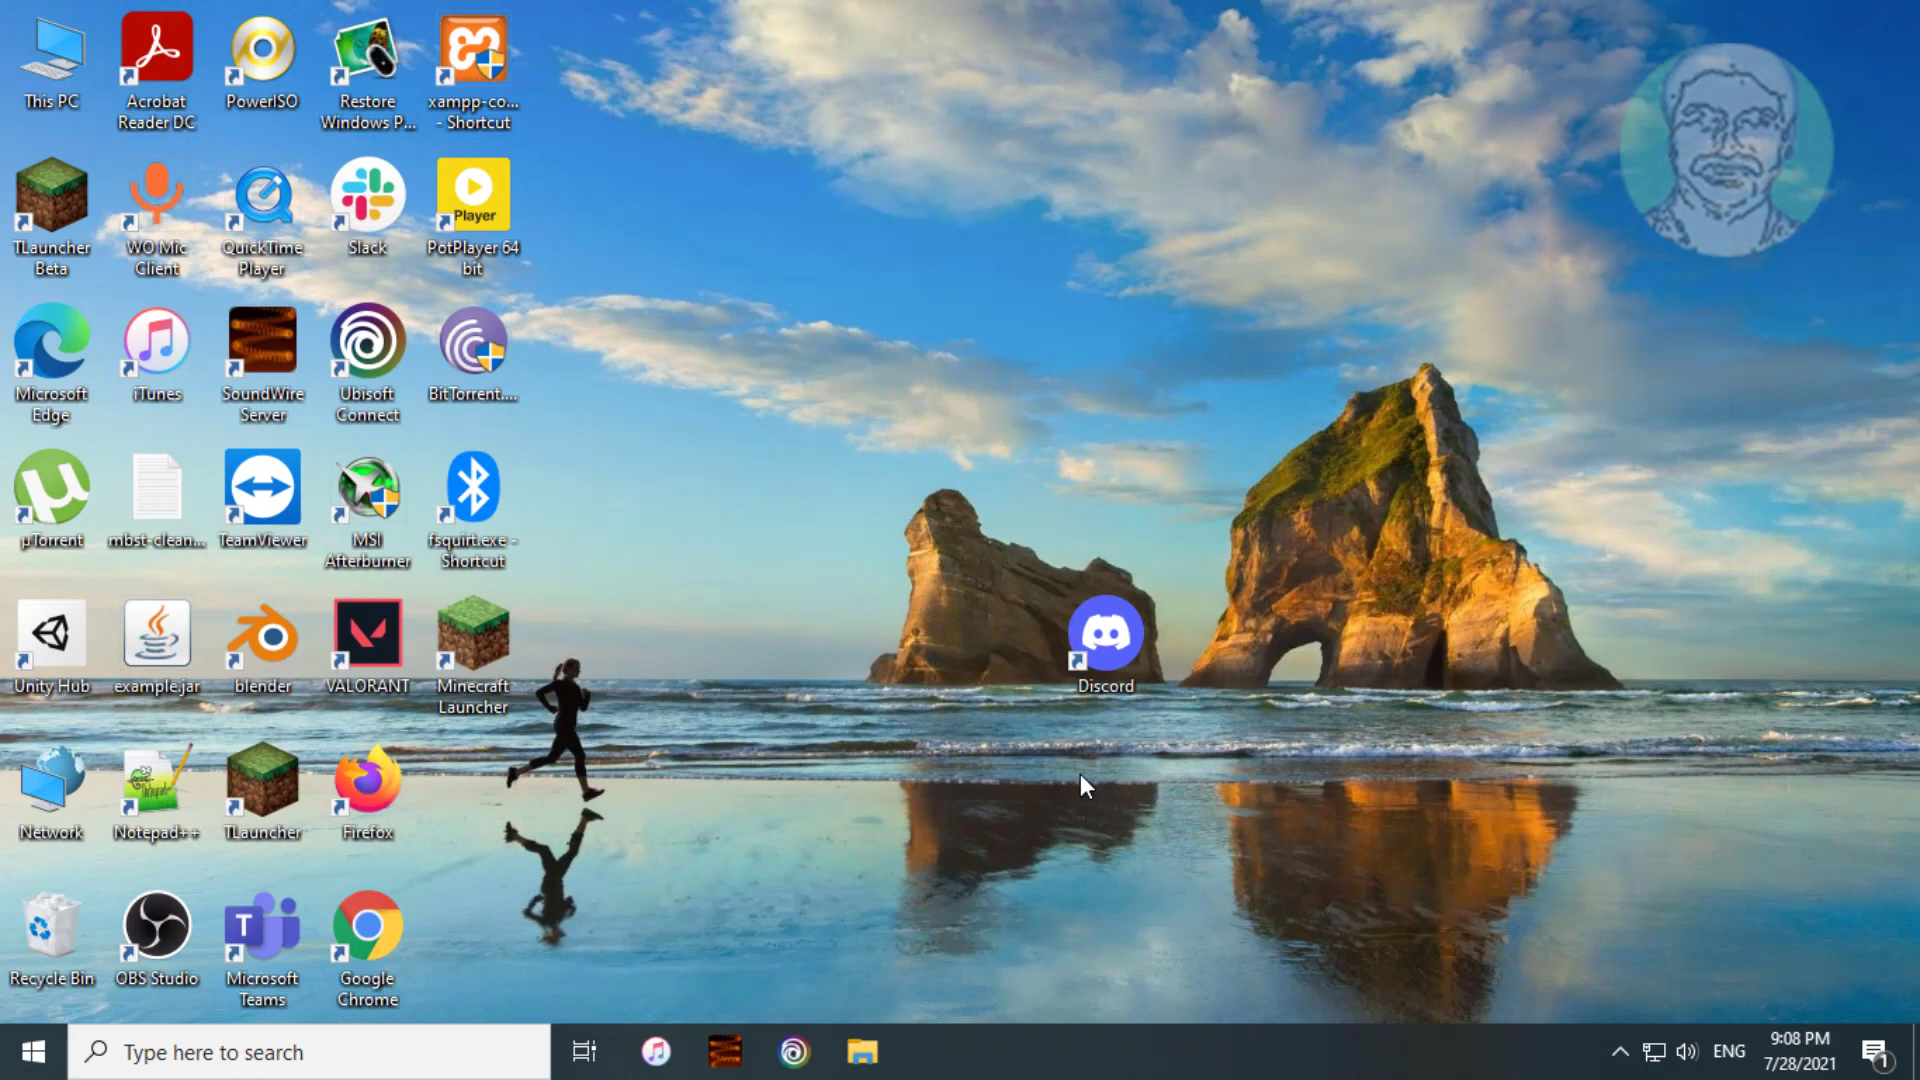 This PC
Acrobat
Reader DC
PowerISO
Restore
Windows P...
xampp-co...
- Shortcut
TLauncher
Beta
WO Mic
Client
QuickTime
Player
Slack
Player
PotPlayer 64
bit
Microsoft
Edge
iTunes
SoundWire
Server
Ubisoft
Connect
BitTorrent....
µTorrent
mbst-clean...
TeamViewer
MSI
Afterburner
fsquirt.exe -
Shortcut
Unity Hub
example.jar
blender
VALORANT
Minecraft
Launcher
Discord
Network
Notepad++
TLauncher
Firefox
Recycle Bin
OBS Studio
T
Microsoft
Teams
Google
Chrome
Type here to search
ENG
9:08 PM
7/28/2021
1